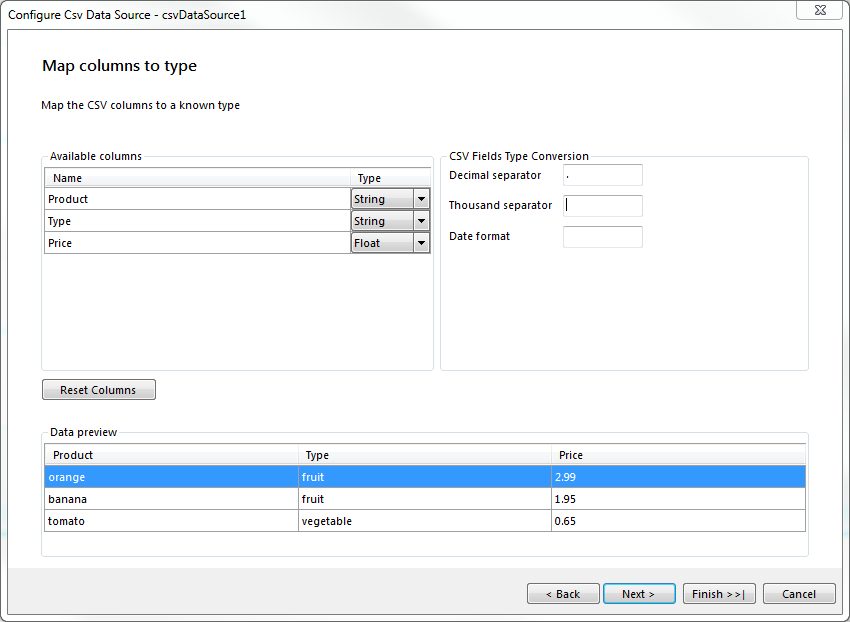 Configure Csv Data Source - csvDataSource1
Map columns to type
Map the CSV columns to a known type
Available columns
Name Type
Product String
Type String
Price Float
CSV Fields Type Conversion
Decimal separator .
Thousand separator
Date format
Reset Columns
Data preview
Product Type Price
orange fruit 2.99
banana fruit 1.95
tomato vegetable 0.65
< Back Next > Finish >>| Cancel